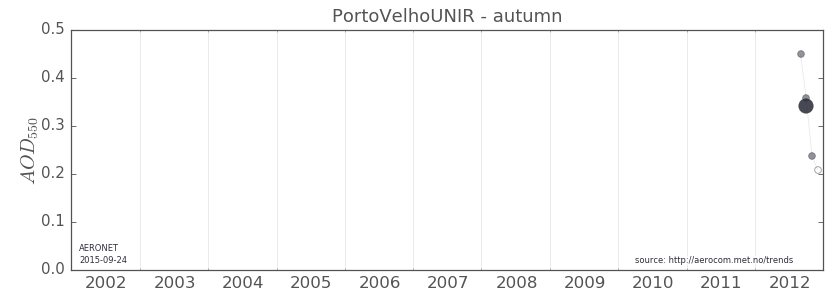 PortoVelhoUNIR - autumn
0.5
0.4
0.3
0.2
0.1
0.0
AOD550
AERONET
2015-09-24
source: http://aerocom.met.no/trends
2002 2003 2004 2005 2006 2007 2008 2009 2010 2011 2012